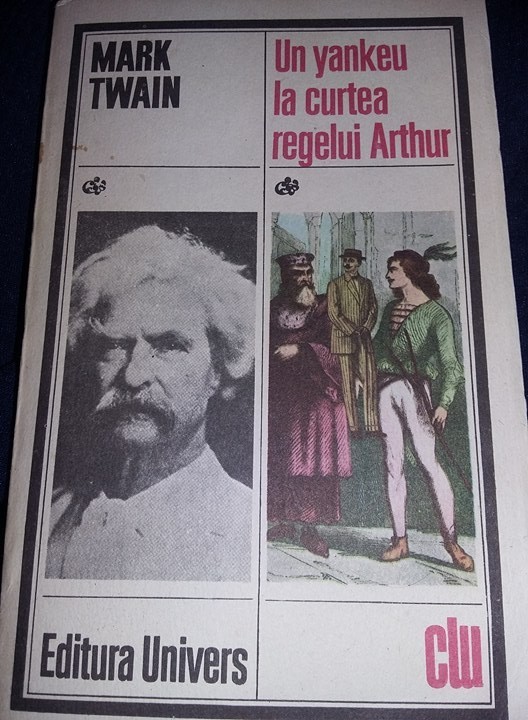 MARK
TWAIN
Un yankeu
la curtea
regelui Arthur
Editura Univers
clu